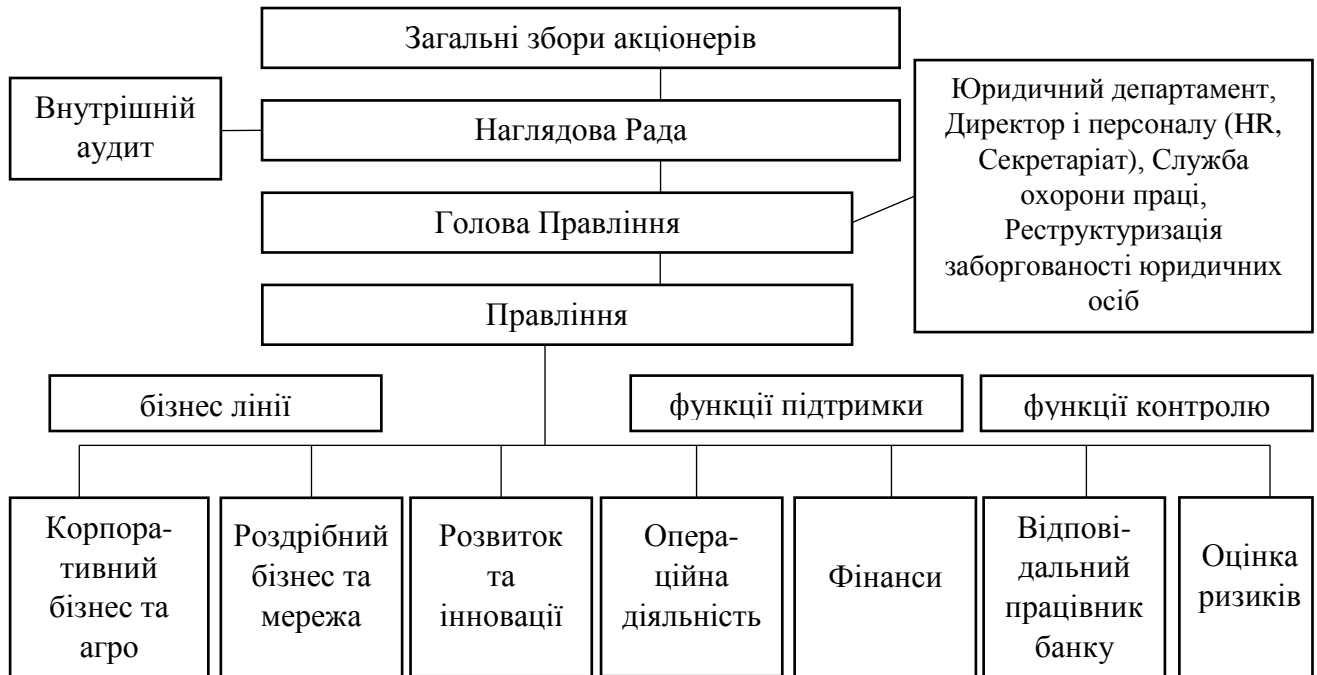 Загальні збори акціонерів
Внутрішній
аудит
Наглядова Рада
Юридичний департамент,
Директор і персоналу (HR,
Секретаріат), Служба
охорони праці,
Реструктуризація
заборгованості юридичних
осіб
Голова Правління
Правління
бізнес лінії
функції підтримки
функції контролю
Корпора-
тивний
бізнес та
агро
Роздрібний
бізнес та
мережа
Розвиток
та
інновації
Опера-
ційна
діяльність
Фінанси
Відпові-
дальний
працівник
банку
Оцінка
ризиків